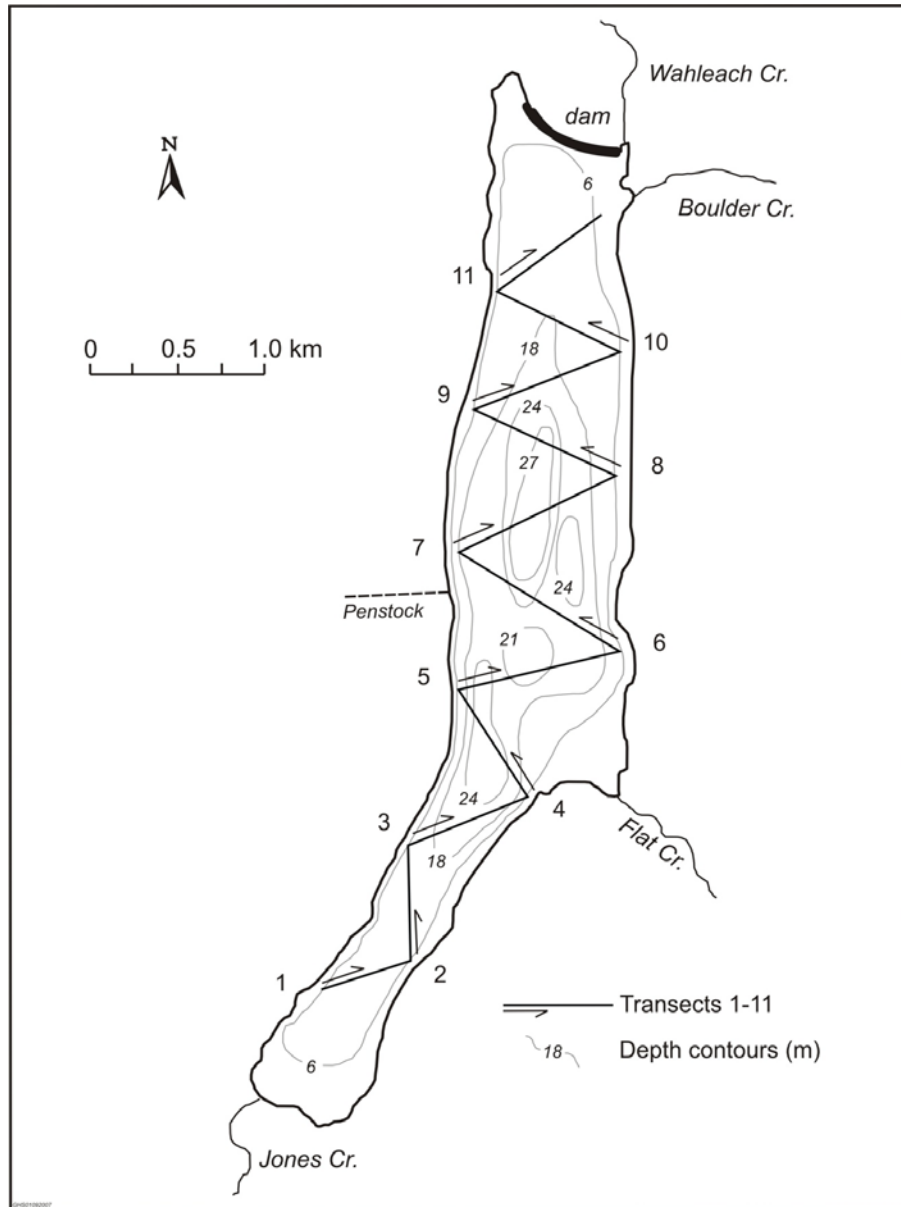 Wahleach Cr.
dam
N
6
Boulder Cr.
11
0 0.5 1.0 km
10
18
9
24
27
8
7
24
Penstock
21
6
5
24
4
3
Flat Cr.
18
1
2
Transects 1-11
18 Depth contours (m)
6
Jones Cr.